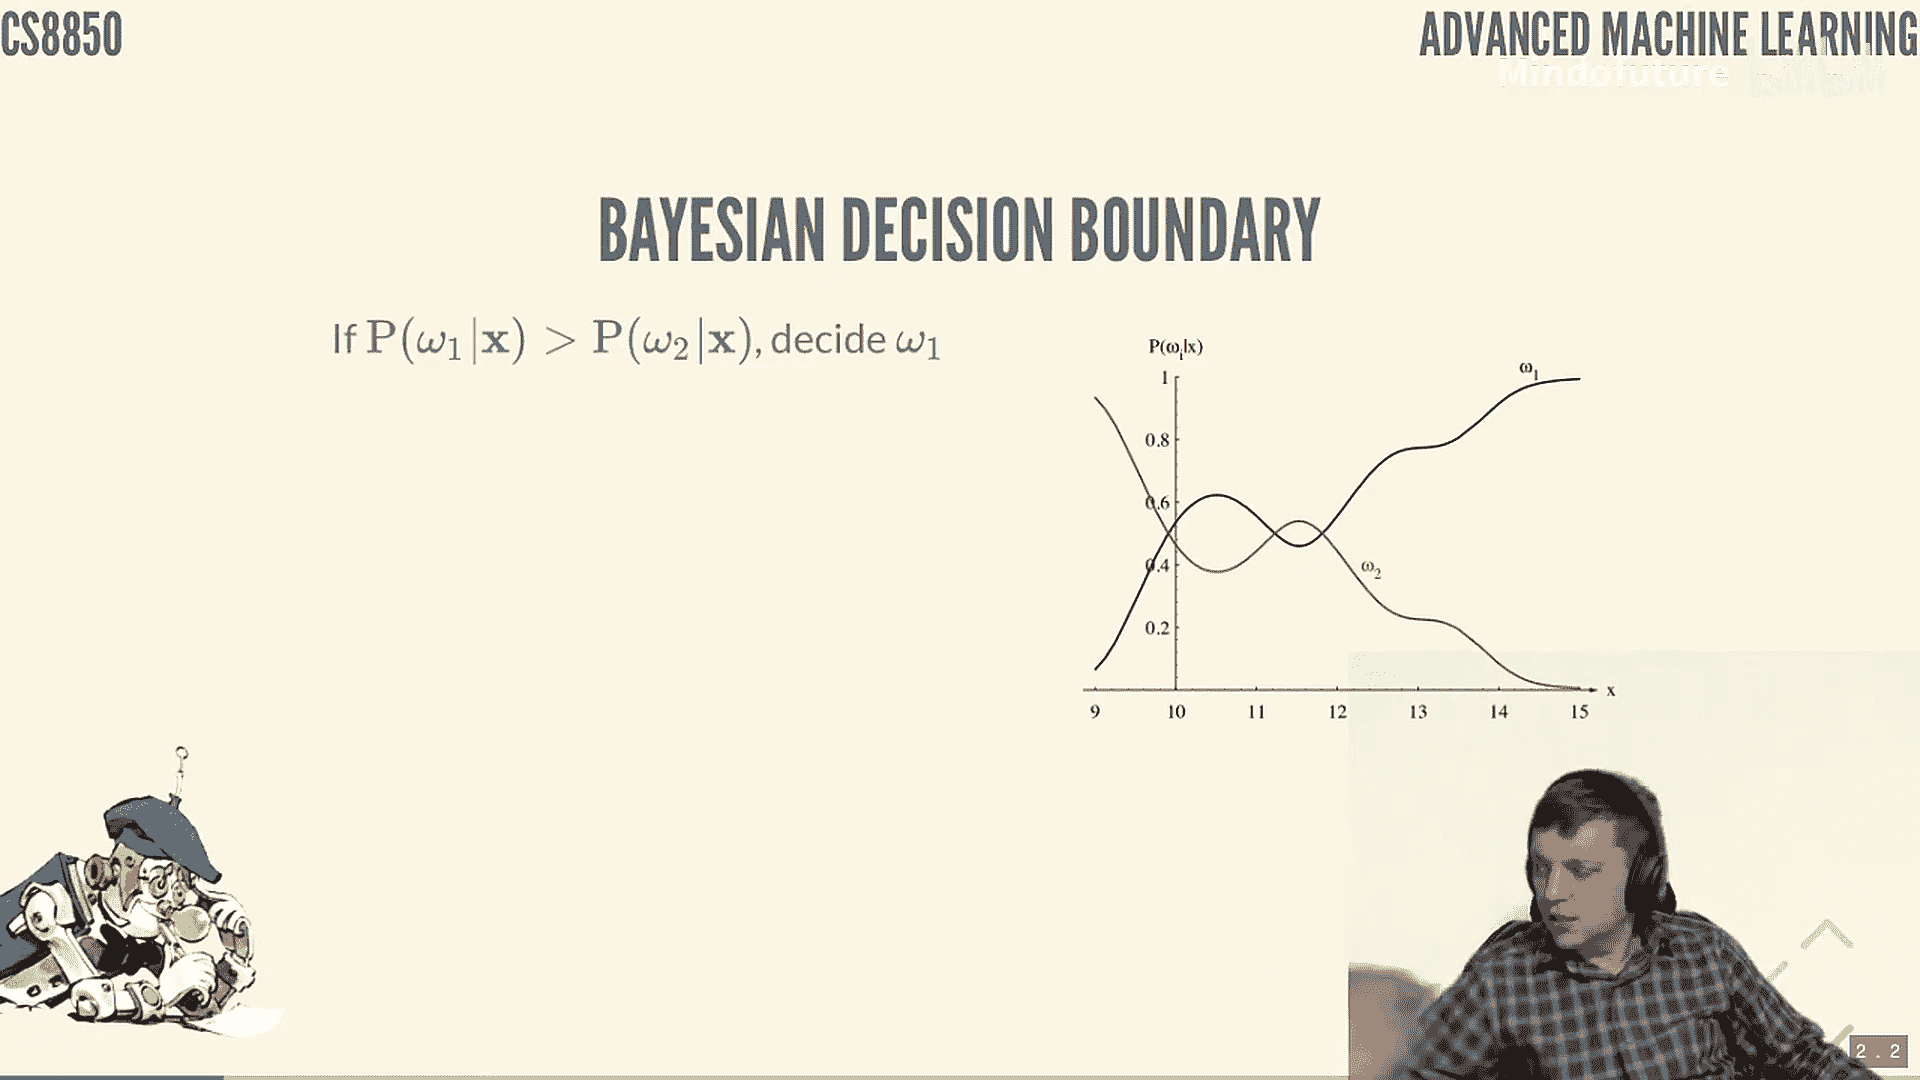 CS8850
ADVANCED MACHINE LEARNING
Mindofuture
BAYESIAN DECISION BOUNDARY
If P(ω₁|x) > P(ω₂|x), decide ω₁
P(ωᵢ|x)
ω₁
1
0.8
0.6
0.4
0.2
ω₂
x
9 10 11 12 13 14 15
2 . 2